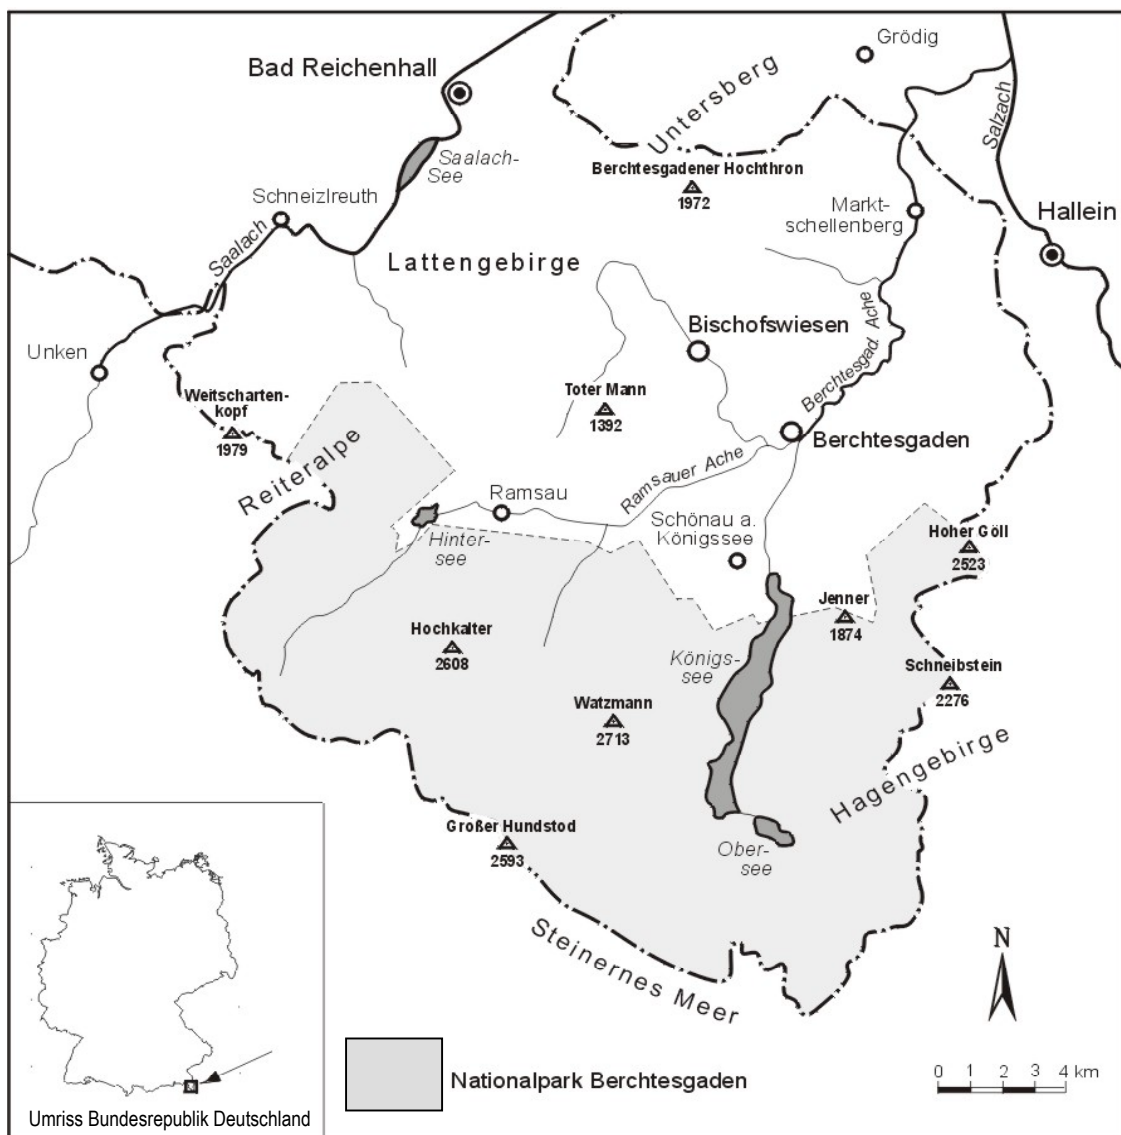 Grödig
Bad Reichenhall
Untersberg
Salzach
Saalach-
See
Berchtesgadener Hochthron
1972
Schneizlreuth
Markt-
schellenberg
Hallein
Saalach
Lattengebirge
Bischofswiesen
Berchtesgad. Ache
Unken
Weitscharten-
kopf
1979
Toter Mann
1392
Berchtesgaden
Reiteralpe
Ramsauer Ache
Ramsau
Schönau a.
Königssee
Hinter-
see
Hoher Göll
2523
Jenner
1874
Hochkalter
2608
Königs-
see
Schneibstein
2276
Watzmann
2713
Hagengebirge
Großer Hundstod
2593
Ober-
see
Steinernes Meer
N
Nationalpark Berchtesgaden
0 1 2 3 4 km
Umriss Bundesrepublik Deutschland